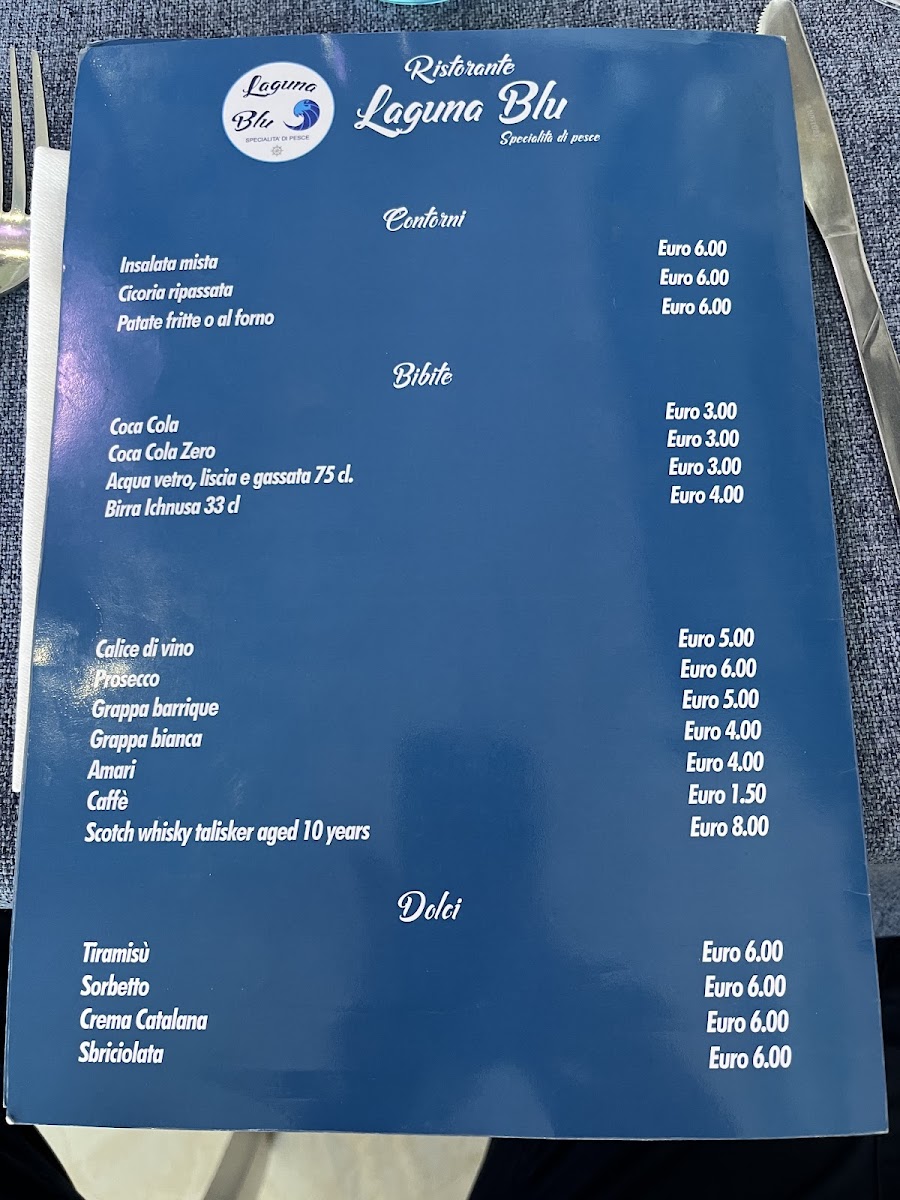 Laguna
Blu
SPECIALITA' DI PESCE
Ristorante
Laguna Blu
Specialità di pesce
Contorni
Insalata mista Euro 6.00
Cicoria ripassata Euro 6.00
Patate fritte o al forno Euro 6.00
Bibite
Coca Cola Euro 3.00
Coca Cola Zero Euro 3.00
Acqua vetro, liscia e gassata 75 cl. Euro 3.00
Birra Ichnusa 33 cl Euro 4.00
Calice di vino Euro 5.00
Prosecco Euro 6.00
Grappa barrique Euro 5.00
Grappa bianca Euro 4.00
Amari Euro 4.00
Caffè Euro 1.50
Scotch whisky talisker aged 10 years Euro 8.00
Dolci
Tiramisù Euro 6.00
Sorbetto Euro 6.00
Crema Catalana Euro 6.00
Sbriciolata Euro 6.00